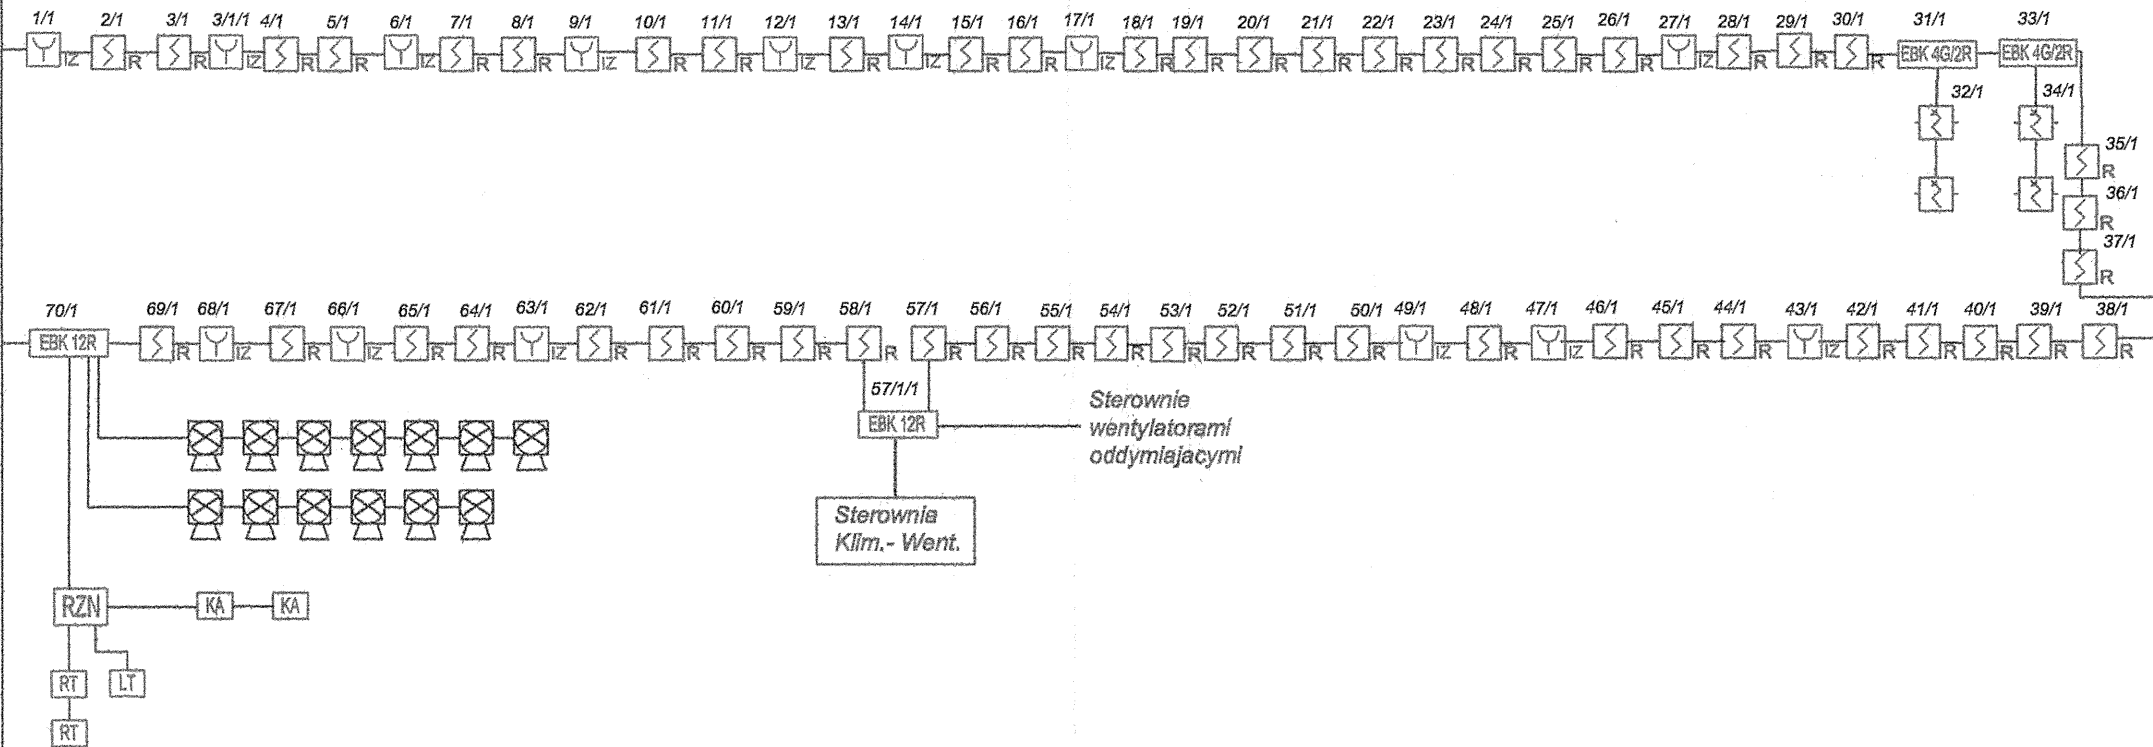 1/1 2/1 3/1 3/1/1 4/1 5/1 6/1 7/1 8/1 9/1 10/1 11/1 12/1 13/1 14/1 15/1 16/1 17/1 18/1 19/1 20/1 21/1 22/1 23/1 24/1 25/1 26/1 27/1 28/1 29/1 30/1 31/1 33/1
IZ R R IZ R R IZ R R IZ R R IZ R IZ R R IZ R R R R R R R R R IZ R R R EBK 4G/2R EBK 4G/2R
32/1 34/1
35/1
R
36/1
R
37/1
R
70/1 69/1 68/1 67/1 66/1 65/1 64/1 63/1 62/1 61/1 60/1 59/1 58/1 57/1 56/1 55/1 54/1 53/1 52/1 51/1 50/1 49/1 48/1 47/1 46/1 45/1 44/1 43/1 42/1 41/1 40/1 39/1 38/1
EBK 12R R IZ R IZ R R IZ R R R R R R R R R R R R R IZ R IZ R R R IZ R R R R R
57/1/1
EBK 12R
Sterownie
wentylatorami
oddymiajacymi
Sterownia
Klim.- Went.
RZN KA KA
RT LT
RT